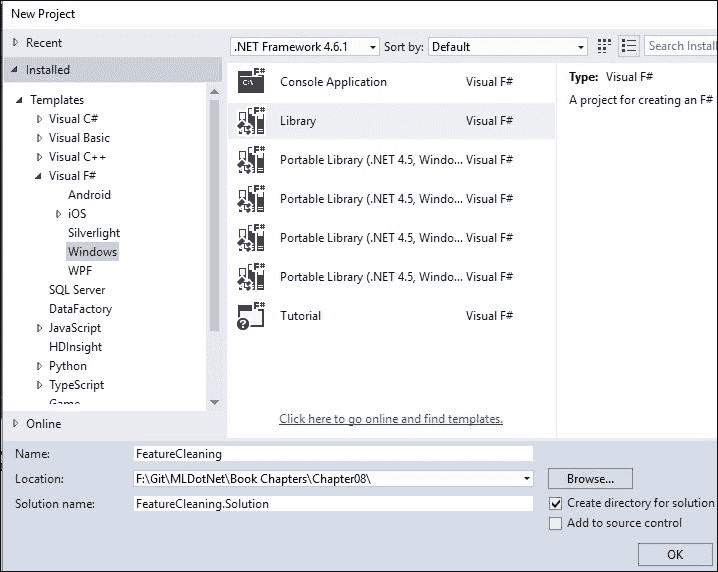 New Project
Recent
.NET Framework 4.6.1
Sort by: Default
Search Instal
Installed
Templates
Visual C#
Visual Basic
Visual C++
Visual F#
Android
iOS
Silverlight
Windows
WPF
SQL Server
DataFactory
JavaScript
HDInsight
Python
TypeScript
Game
Online
Console Application Visual F#
Library Visual F#
Portable Library (.NET 4.5, Windo... Visual F#
Portable Library (.NET 4.5, Windo... Visual F#
Portable Library (.NET 4.5, Windo... Visual F#
Portable Library (.NET 4.5, Windo... Visual F#
Tutorial Visual F#
Click here to go online and find templates.
Type: Visual F#
A project for creating an F#
Name: FeatureCleaning
Location: F:\Git\MLDotNet\Book Chapters\Chapter08\
Browse...
Solution name: FeatureCleaning.Solution
Create directory for solution
Add to source control
OK